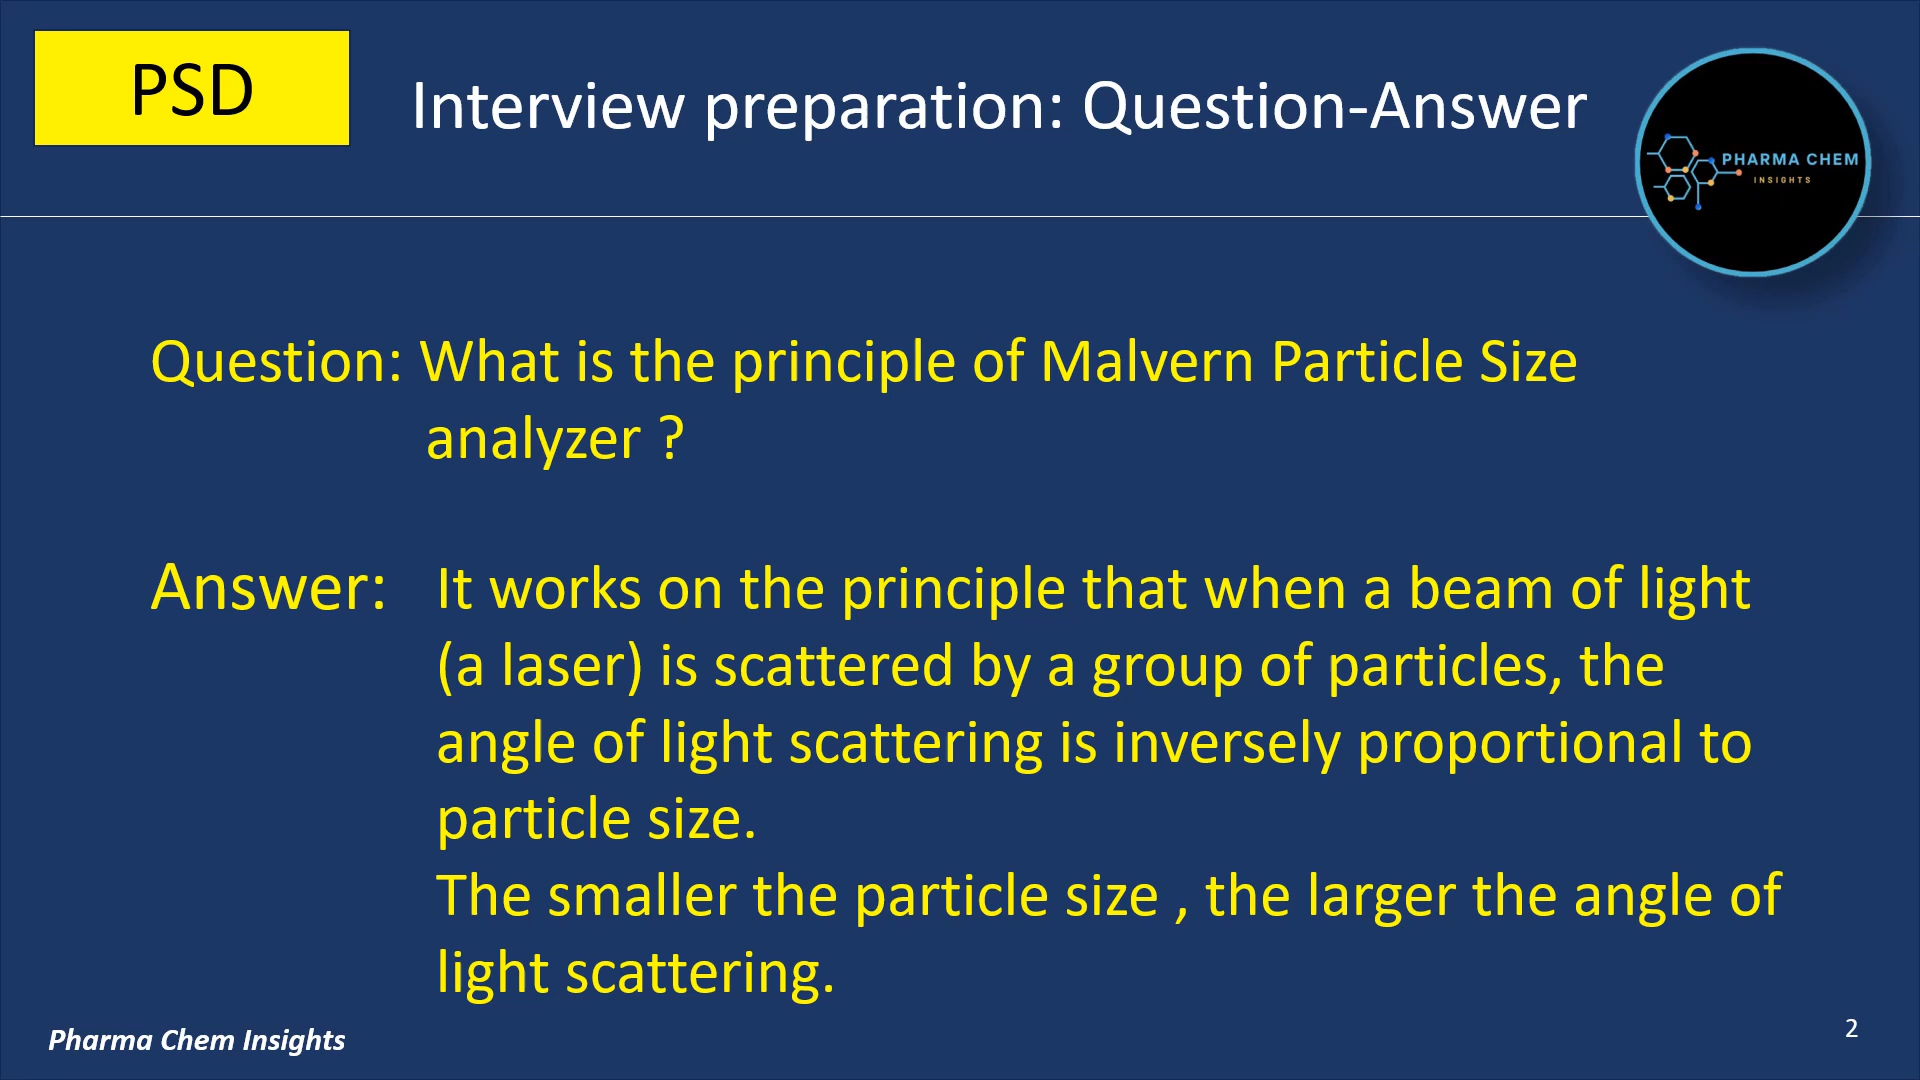 PSD
Interview preparation: Question-Answer
PHARMA CHEM
INSIGHTS
Question: What is the principle of Malvern Particle Size
analyzer ?
Answer: It works on the principle that when a beam of light
(a laser) is scattered by a group of particles, the
angle of light scattering is inversely proportional to
particle size.
The smaller the particle size , the larger the angle of
light scattering.
Pharma Chem Insights
2